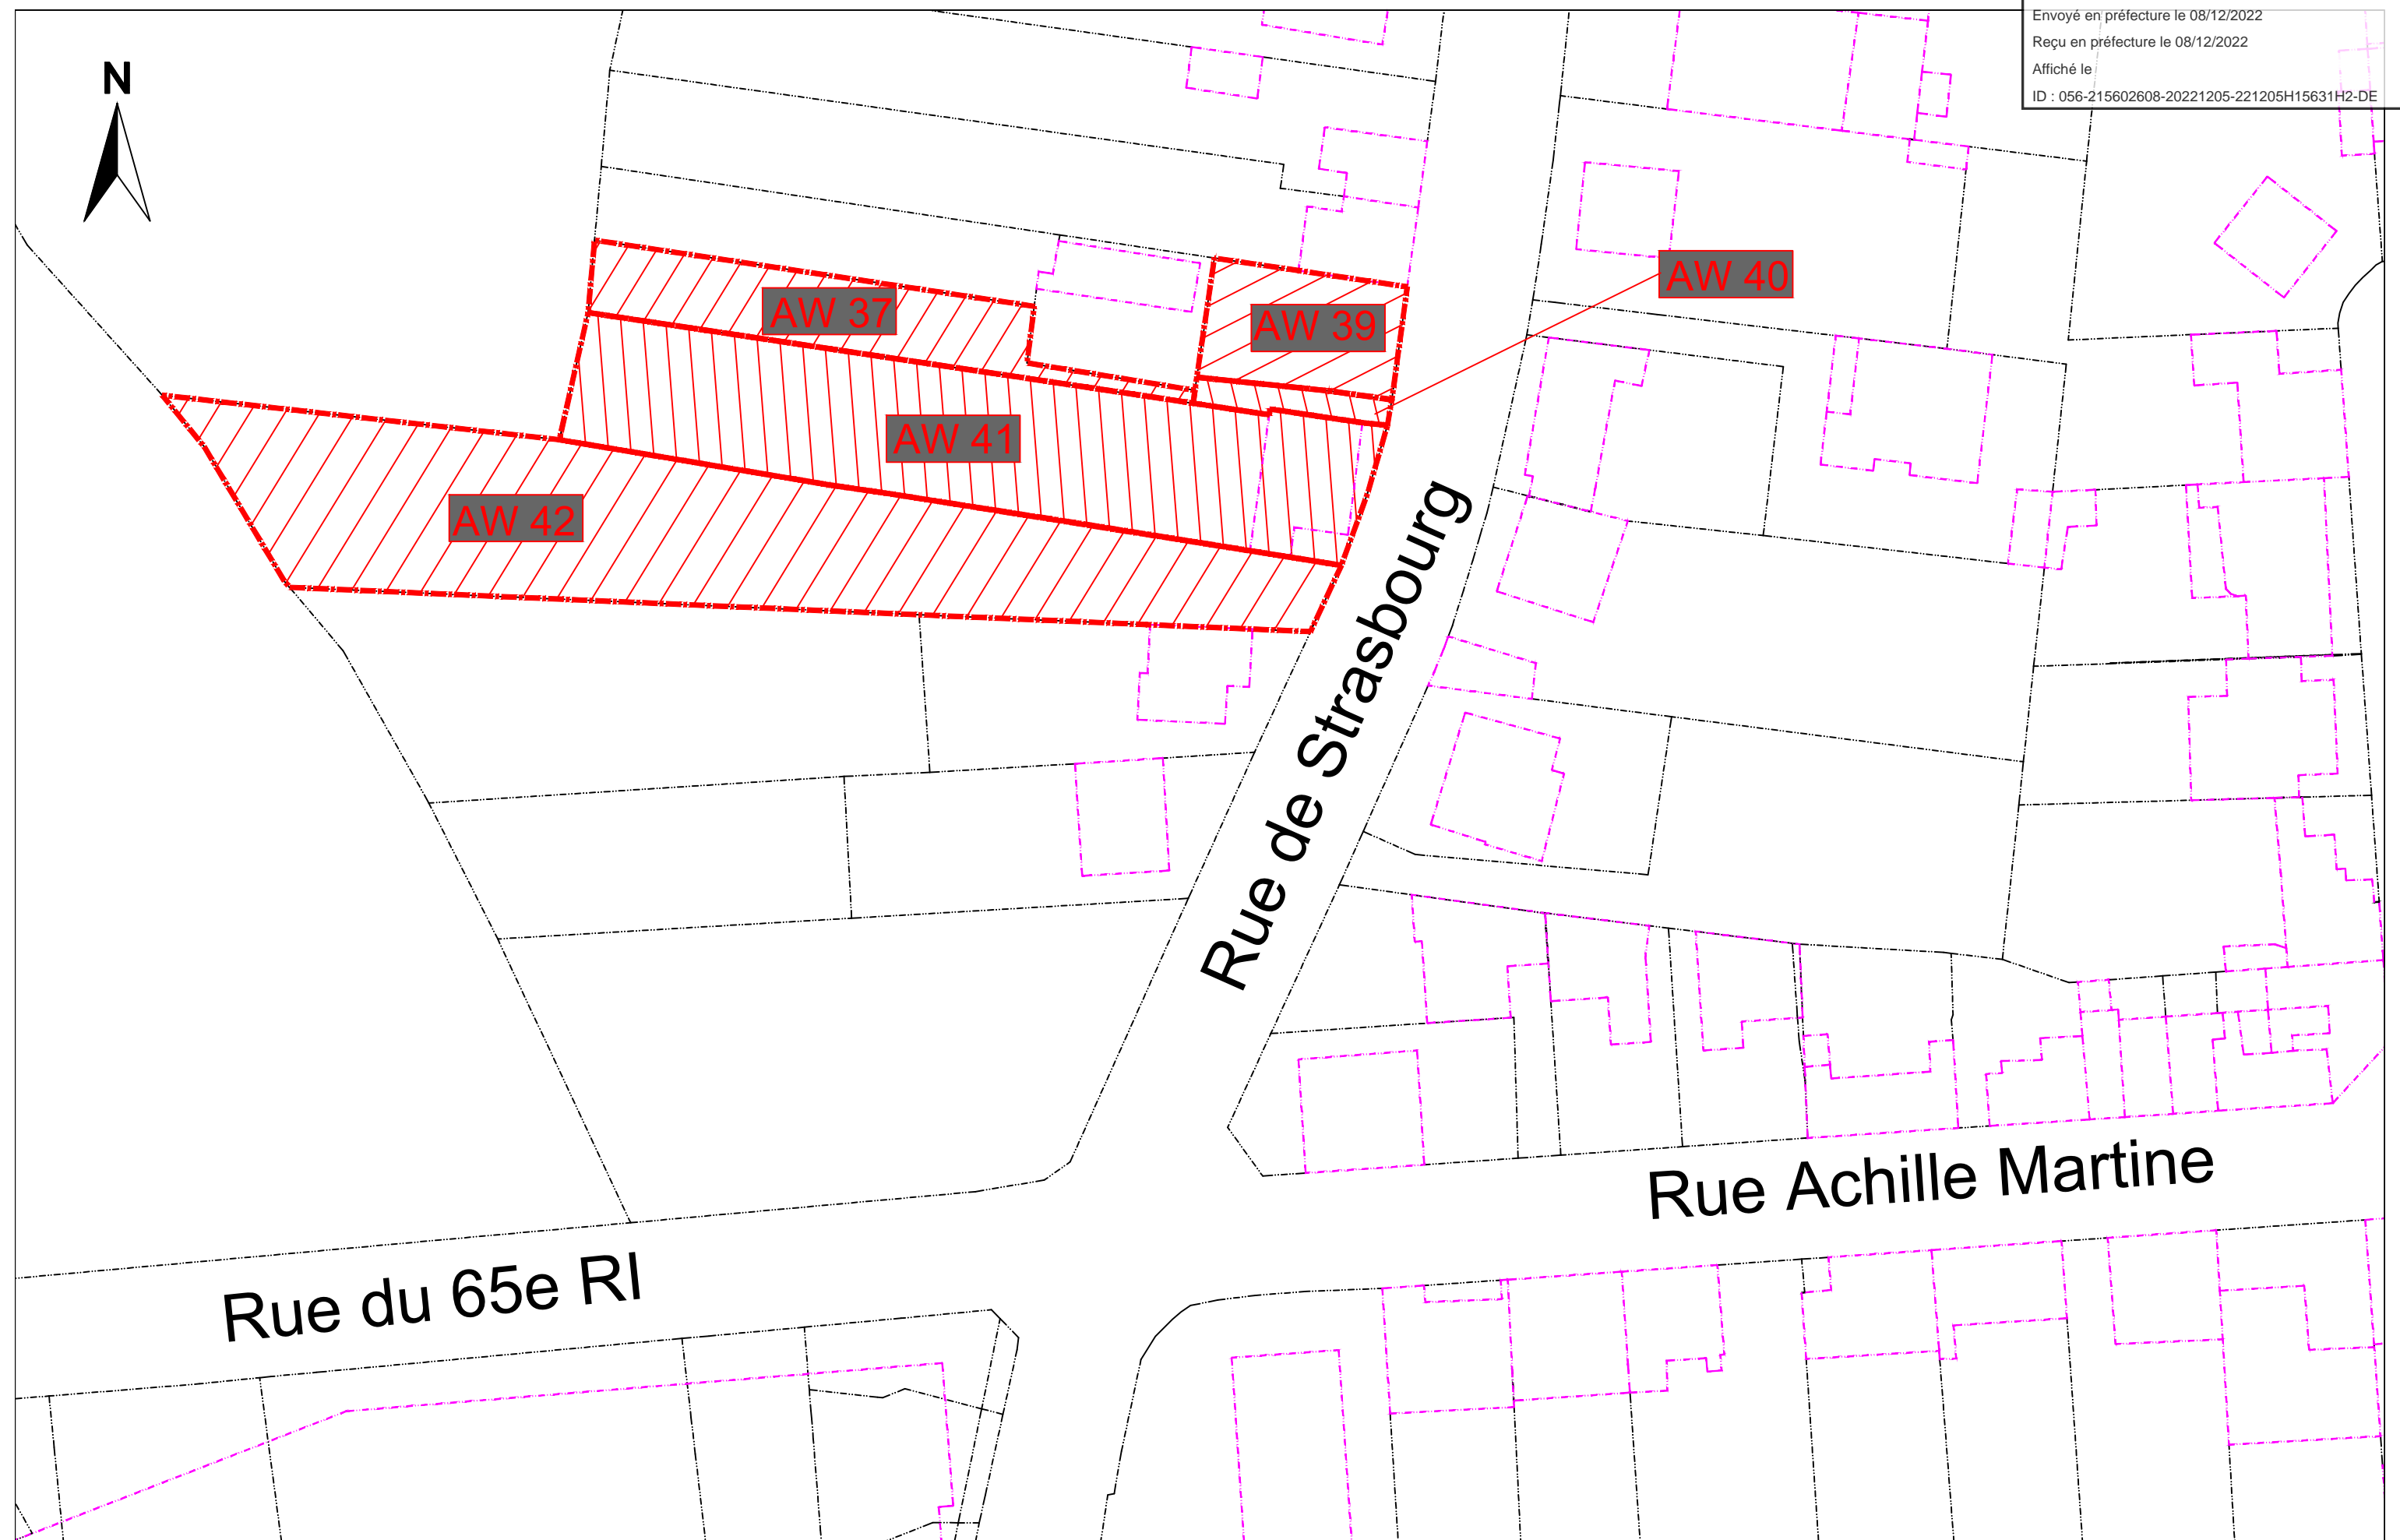 Envoyé en préfecture le 08/12/2022
Reçu en préfecture le 08/12/2022
Affiché le
ID : 056-215602608-20221205-221205H15631H2-DE
N
AW 40
AW 37
AW 39
AW 41
AW 42
Rue de Strasbourg
Rue Achille Martine
Rue du 65e RI